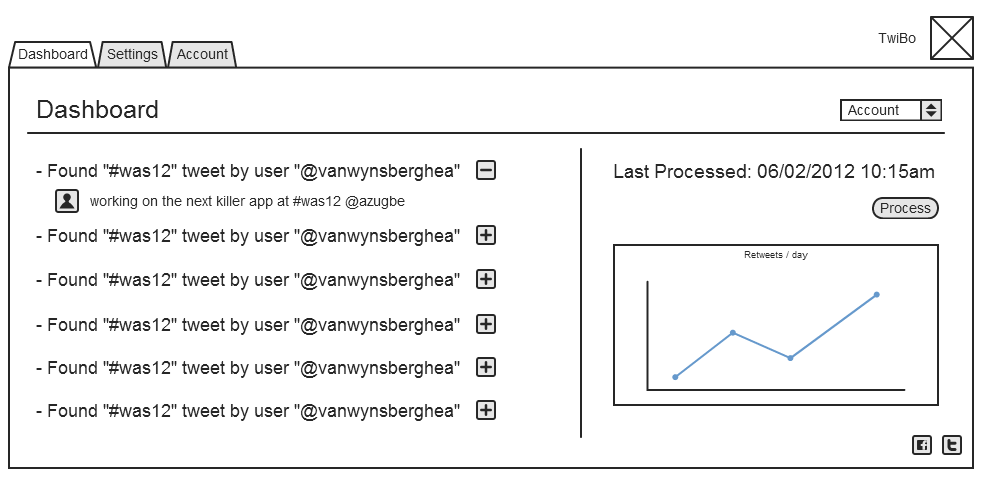 TwiBo
Dashboard Settings Account
Dashboard
Account
- Found "#was12" tweet by user "@vanwynsberghea"
working on the next killer app at #was12 @azugbe
- Found "#was12" tweet by user "@vanwynsberghea"
- Found "#was12" tweet by user "@vanwynsberghea"
- Found "#was12" tweet by user "@vanwynsberghea"
- Found "#was12" tweet by user "@vanwynsberghea"
- Found "#was12" tweet by user "@vanwynsberghea"
Last Processed: 06/02/2012 10:15am
Process
Retweets / day